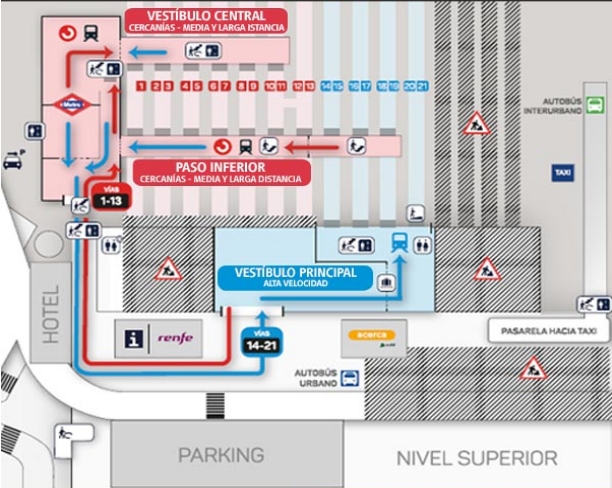 VESTÍBULO CENTRAL
CERCANÍAS - MEDIA Y LARGA ISTANCIA
Metro
1 2 3 4 5 6 7 8 9 10 11 12 13 14 15 16 17 18 19 20 21
AUTOBÚS
INTERURBANO
P
PASO INFERIOR
CERCANÍAS - MEDIA Y LARGA DISTANCIA
TAXI
VÍAS
1-13
VESTÍBULO PRINCIPAL
ALTA VELOCIDAD
HOTEL
i renfe
VÍAS
14-21
acerca
PASARELA HACIA TAXI
AUTOBÚS
URBANO
PARKING
NIVEL SUPERIOR